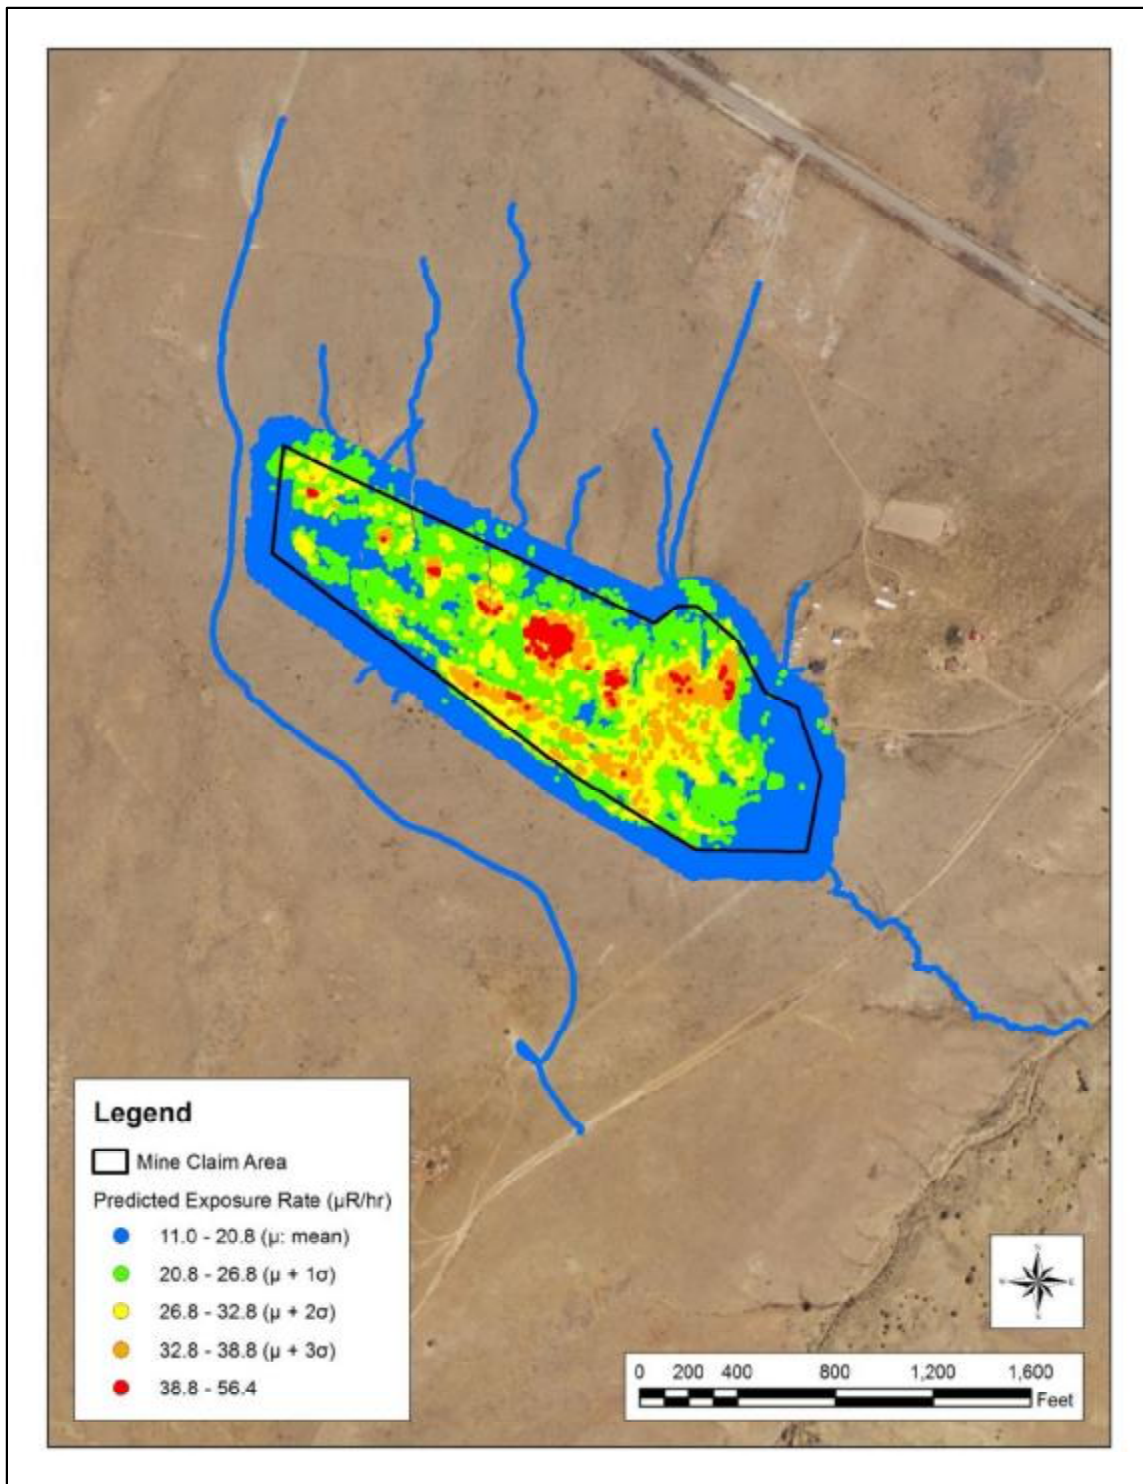 Legend
Mine Claim Area
Predicted Exposure Rate (µR/hr)
11.0 - 20.8 (µ: mean)
20.8 - 26.8 (µ + 1σ)
26.8 - 32.8 (µ + 2σ)
32.8 - 38.8 (µ + 3σ)
38.8 - 56.4
N
W E
S
0 200 400 800 1,200 1,600
Feet